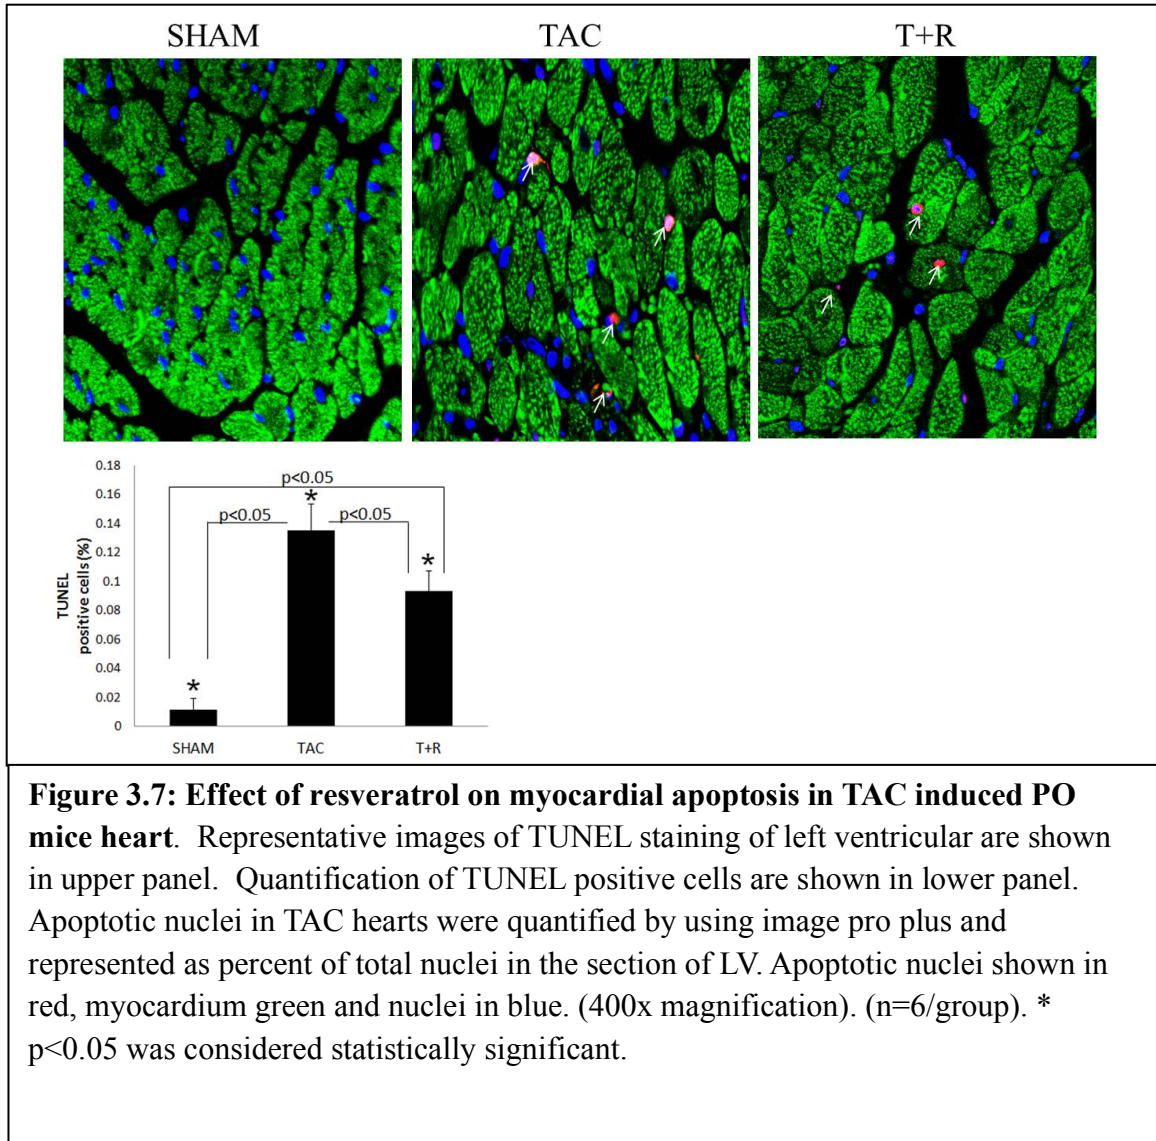 SHAM TAC T+R
0.18
0.16
0.14
0.12
0.1
0.08
0.06
0.04
0.02
0
TUNEL
positive cells(%)
p<0.05
*
p<0.05 p<0.05
*
*
SHAM TAC T+R
Figure 3.7: Effect of resveratrol on myocardial apoptosis in TAC induced PO
mice heart. Representative images of TUNEL staining of left ventricular are shown
in upper panel. Quantification of TUNEL positive cells are shown in lower panel.
Apoptotic nuclei in TAC hearts were quantified by using image pro plus and
represented as percent of total nuclei in the section of LV. Apoptotic nuclei shown in
red, myocardium green and nuclei in blue. (400x magnification). (n=6/group). *
p<0.05 was considered statistically significant.